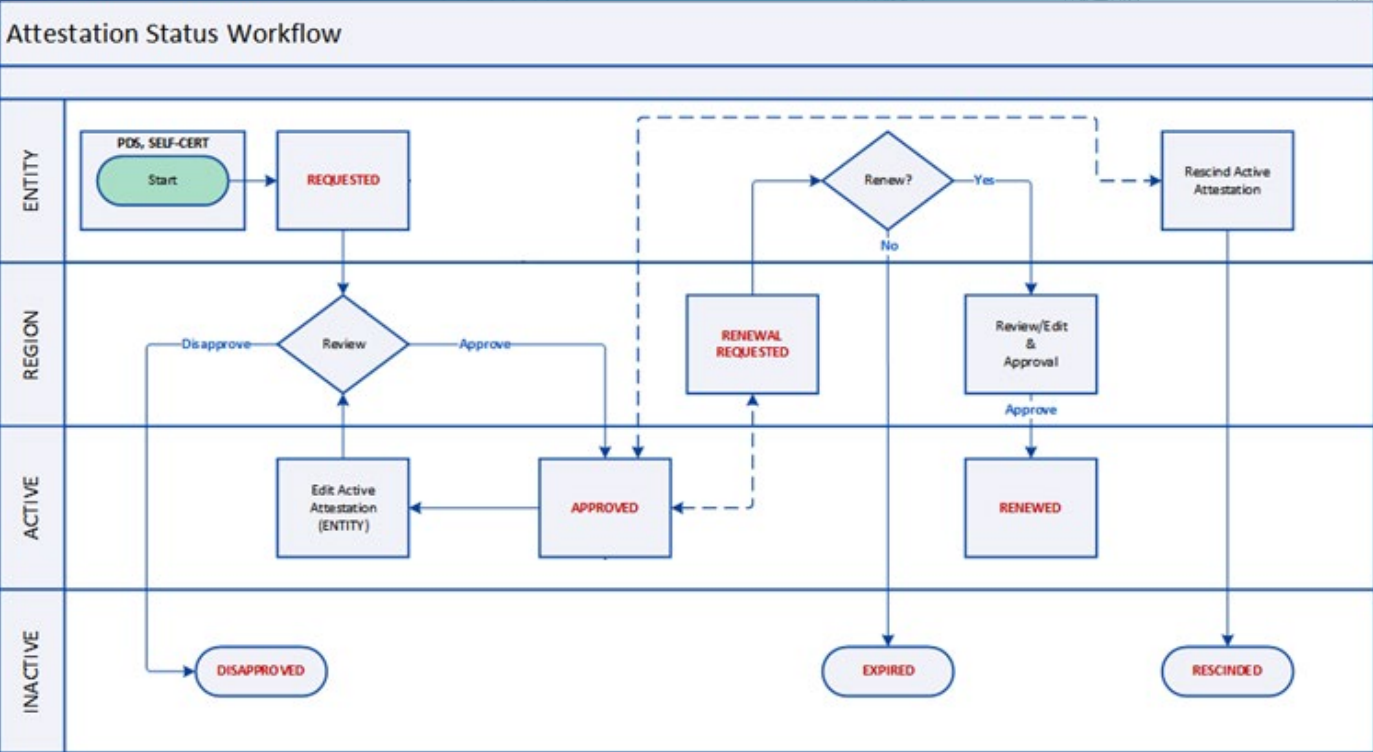 Attestation Status Workflow
ENTITY
PDS, SELF-CERT
Start
REQUESTED
Renew?
Yes
No
Rescind Active
Attestation
REGION
Disapprove
Review
Approve
RENEWAL
REQUESTED
Review/Edit
&
Approval
Approve
ACTIVE
Edit Active
Attestation
(ENTITY)
APPROVED
RENEWED
INACTIVE
DISAPPROVED
EXPIRED
RESCINDED